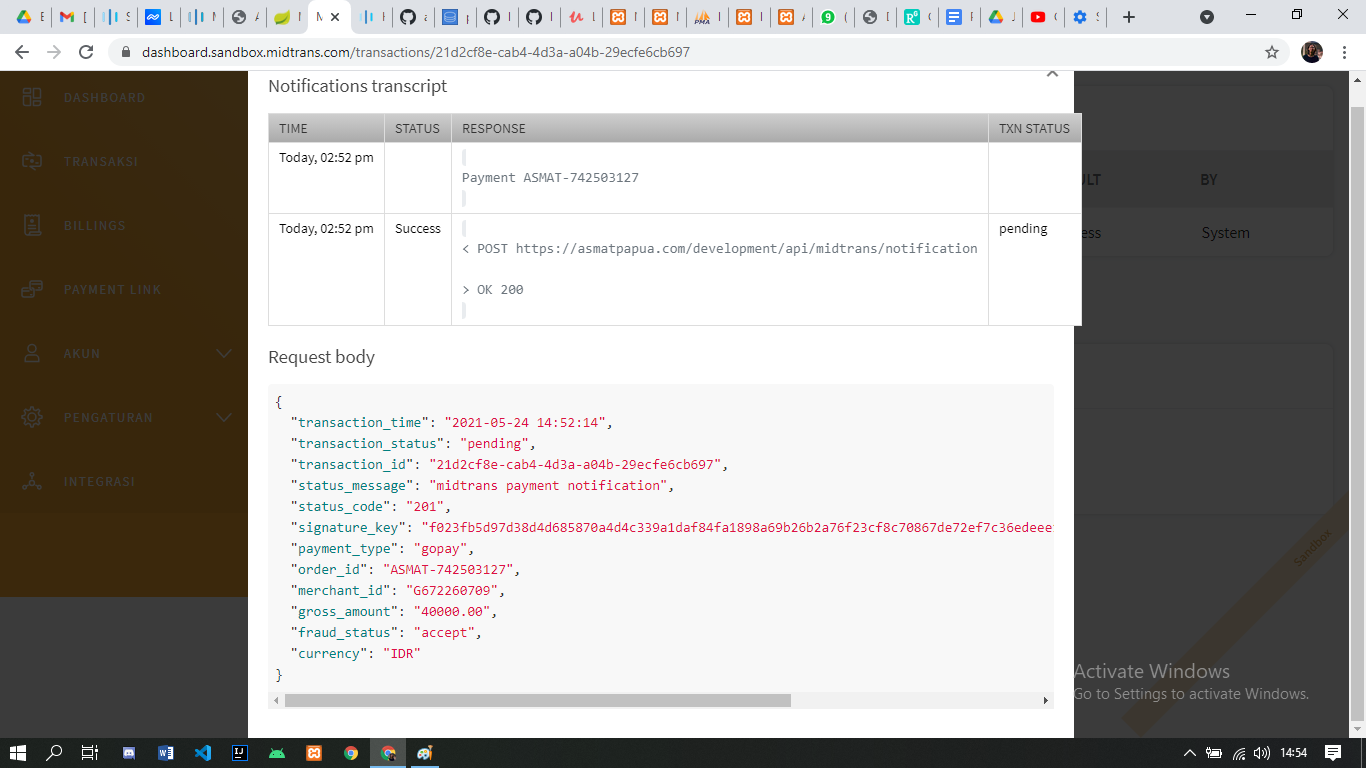 dashboard.sandbox.midtrans.com/transactions/21d2cf8e-cab4-4d3a-a04b-29ecfe6cb697
DASHBOARD
TRANSAKSI
BILLINGS
PAYMENT LINK
AKUN
PENGATURAN
INTEGRASI
Notifications transcript
TIME STATUS RESPONSE TXN STATUS
Today, 02:52 pm
Payment ASMAT-742503127
Today, 02:52 pm Success
< POST https://asmatpapua.com/development/api/midtrans/notification
pending
> OK 200
BY
System
Request body
{
"transaction_time": "2021-05-24 14:52:14",
"transaction_status": "pending",
"transaction_id": "21d2cf8e-cab4-4d3a-a04b-29ecfe6cb697",
"status_message": "midtrans payment notification",
"status_code": "201",
"signature_key": "f023fb5d97d38d4d685870a4d4c339a1daf84fa1898a69b26b2a76f23cf8c70867de72ef7c36edeee
"payment_type": "gopay",
"order_id": "ASMAT-742503127",
"merchant_id": "G672260709",
"gross_amount": "40000.00",
"fraud_status": "accept",
"currency": "IDR"
}
Sandbox
Activate Windows
Go to Settings to activate Windows.
14:54